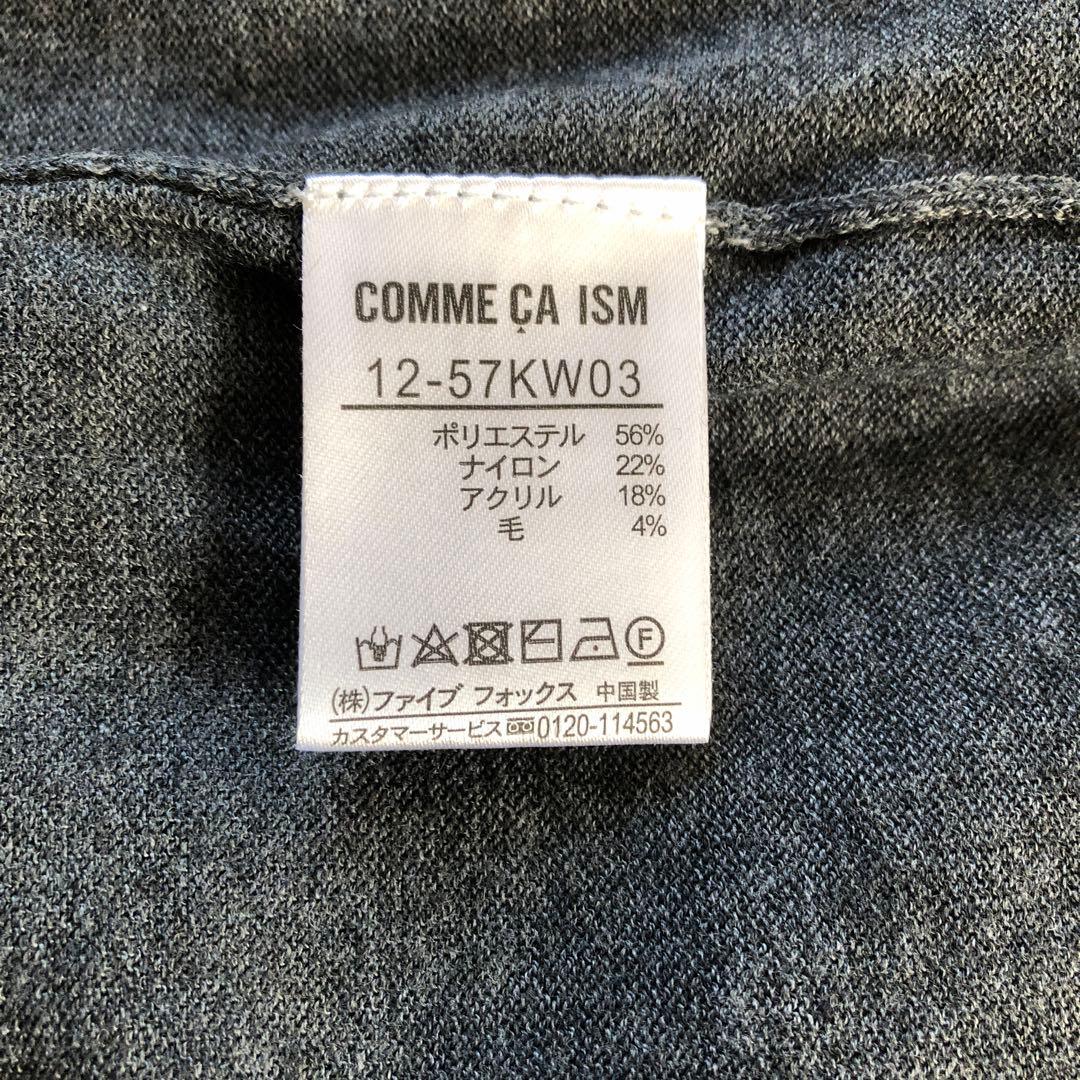 COMME ÇA ISM
12-57KW03
ポリエステル 56%
ナイロン 22%
アクリル 18%
毛 4%
F
(株)ファイブ フォックス 中国製
カスタマーサービス 0120-114563